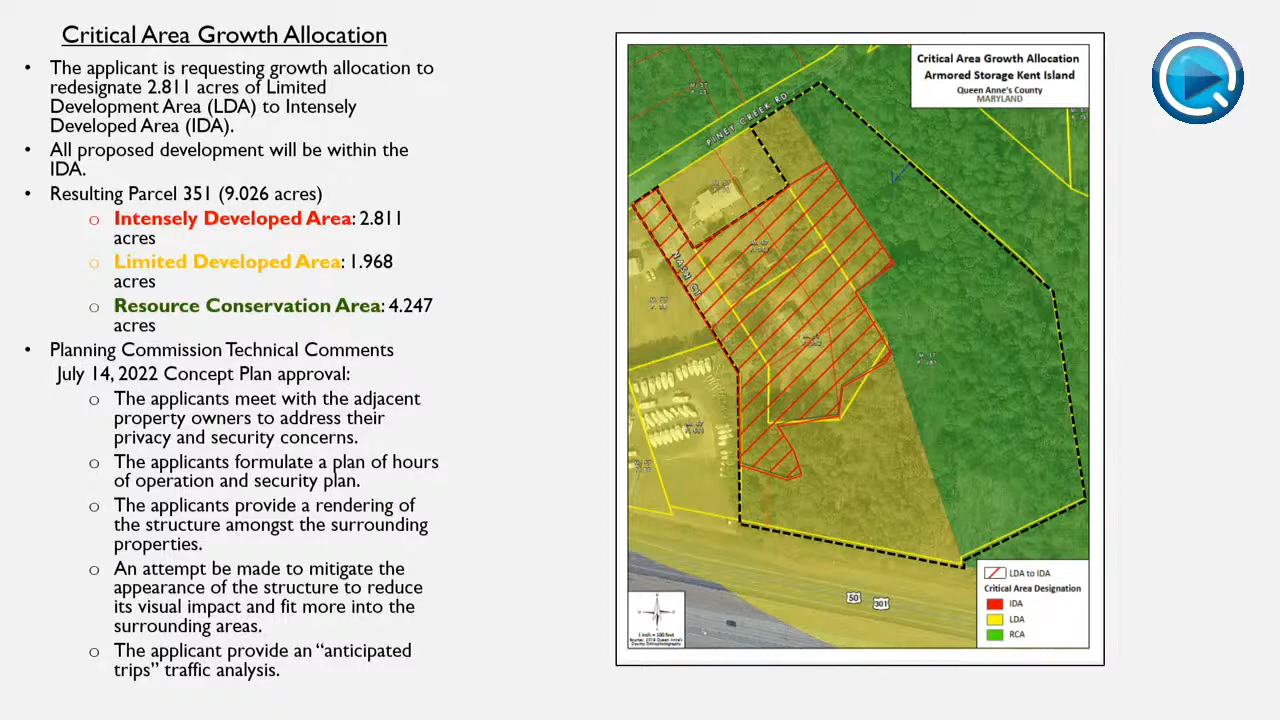 Critical Area Growth Allocation
• The applicant is requesting growth allocation to
redesignate 2.811 acres of Limited
Development Area (LDA) to Intensely
Developed Area (IDA).
• All proposed development will be within the
IDA.
• Resulting Parcel 351 (9.026 acres)
o Intensely Developed Area: 2.811
acres
o Limited Developed Area: 1.968
acres
o Resource Conservation Area: 4.247
acres
• Planning Commission Technical Comments
July 14, 2022 Concept Plan approval:
o The applicants meet with the adjacent
property owners to address their
privacy and security concerns.
o The applicants formulate a plan of hours
of operation and security plan.
o The applicants provide a rendering of
the structure amongst the surrounding
properties.
o An attempt be made to mitigate the
appearance of the structure to reduce
its visual impact and fit more into the
surrounding areas.
o The applicant provide an “anticipated
trips” traffic analysis.
Critical Area Growth Allocation
Armored Storage Kent Island
Queen Anne's County
MARYLAND
PINEY CREEK RD
NASH CT
50
301
1 inch = 100 feet
LDA to IDA
Critical Area Designation
IDA
LDA
RCA